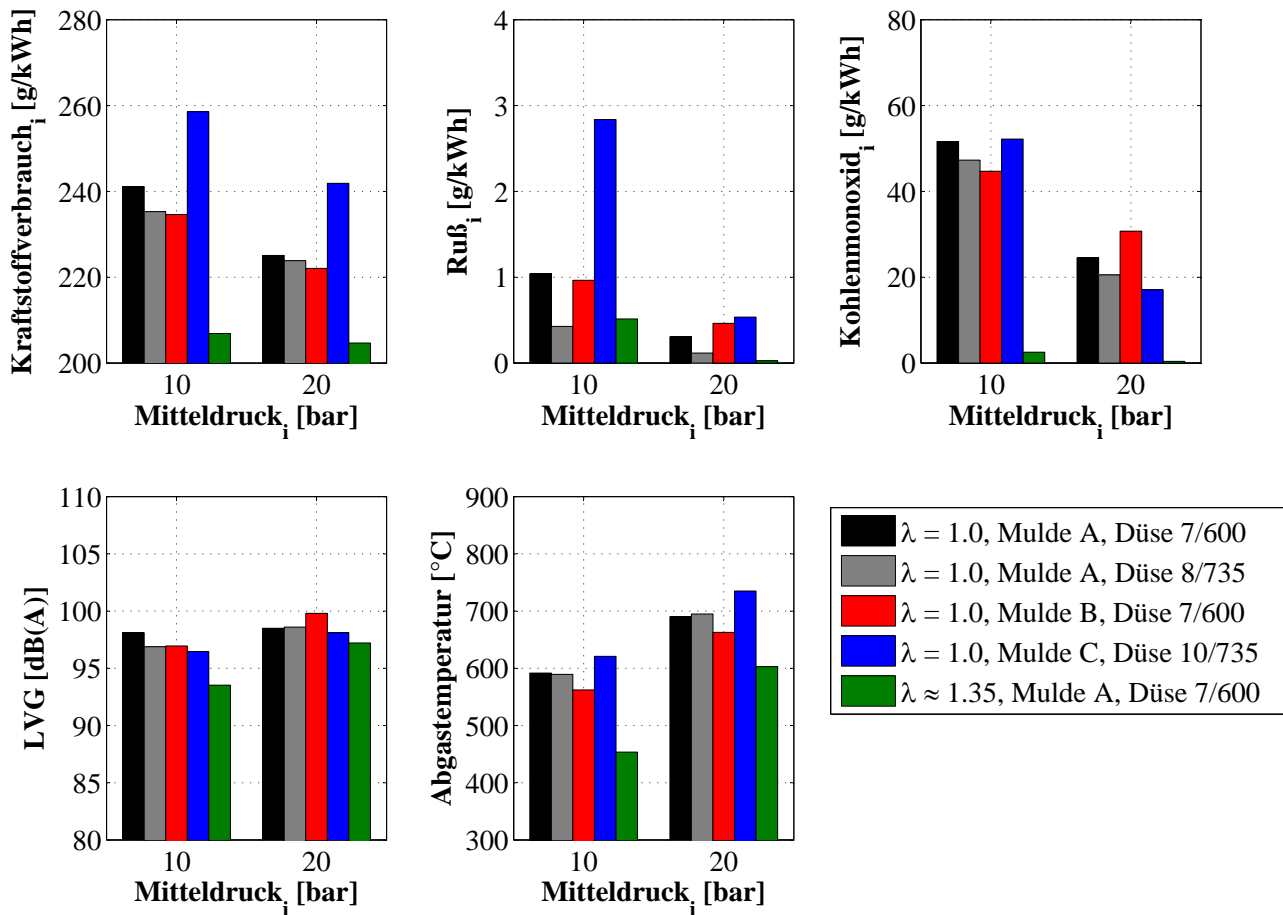 Kraftstoffverbrauch_i [g/kWh]
280
260
240
220
200
10
20
Mitteldruck_i [bar]
Ruß_i [g/kWh]
4
3
2
1
0
10
20
Mitteldruck_i [bar]
Kohlenmonoxid_i [g/kWh]
80
60
40
20
0
10
20
Mitteldruck_i [bar]
LVG [dB(A)]
110
105
100
95
90
85
80
10
20
Mitteldruck_i [bar]
Abgastemperatur [°C]
900
800
700
600
500
400
300
10
20
Mitteldruck_i [bar]
λ = 1.0, Mulde A, Düse 7/600
λ = 1.0, Mulde A, Düse 8/735
λ = 1.0, Mulde B, Düse 7/600
λ = 1.0, Mulde C, Düse 10/735
λ ≈ 1.35, Mulde A, Düse 7/600